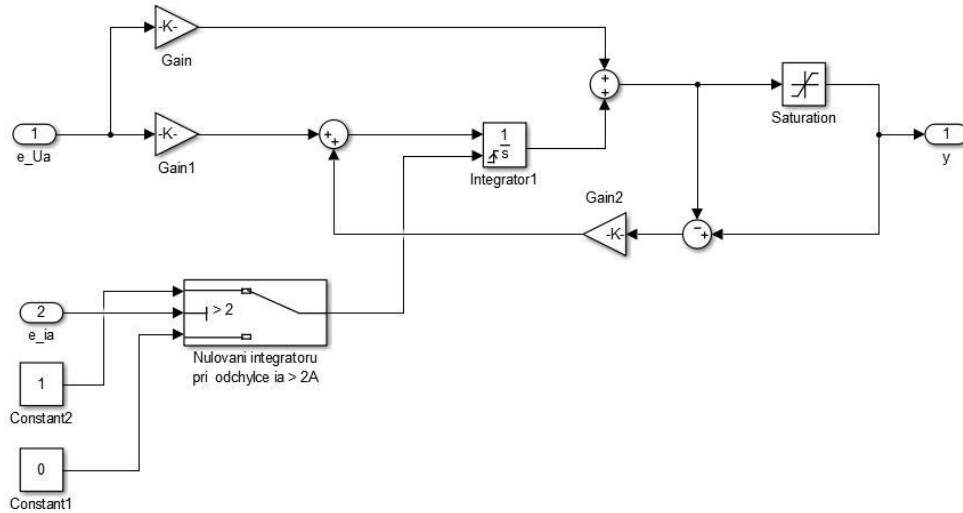 -K-
Gain
+
+
Saturation
1
e_Ua
-K-
Gain1
+
+
1
s
Integrator1
1
y
Gain2
-K-
-
+
2
e_ia
> 2
Nulovani integratoru
pri odchylce ia > 2A
1
Constant2
0
Constant1